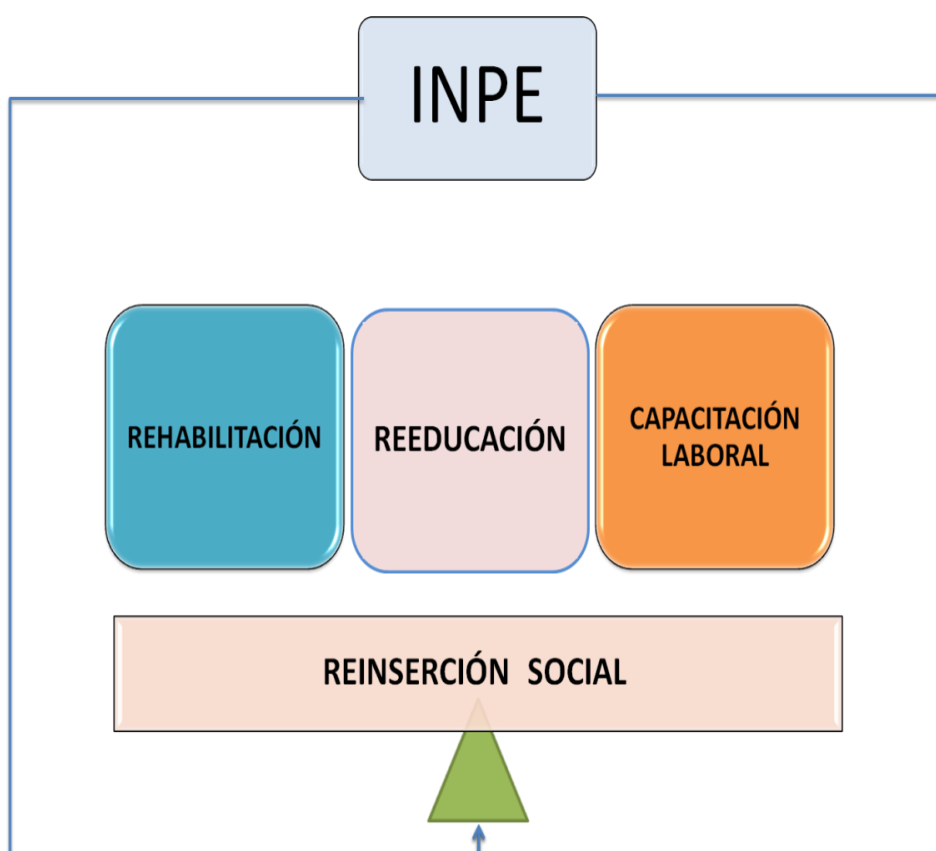 INPE
REHABILITACIÓN
REEDUCACIÓN
CAPACITACIÓN
LABORAL
REINSERCIÓN SOCIAL